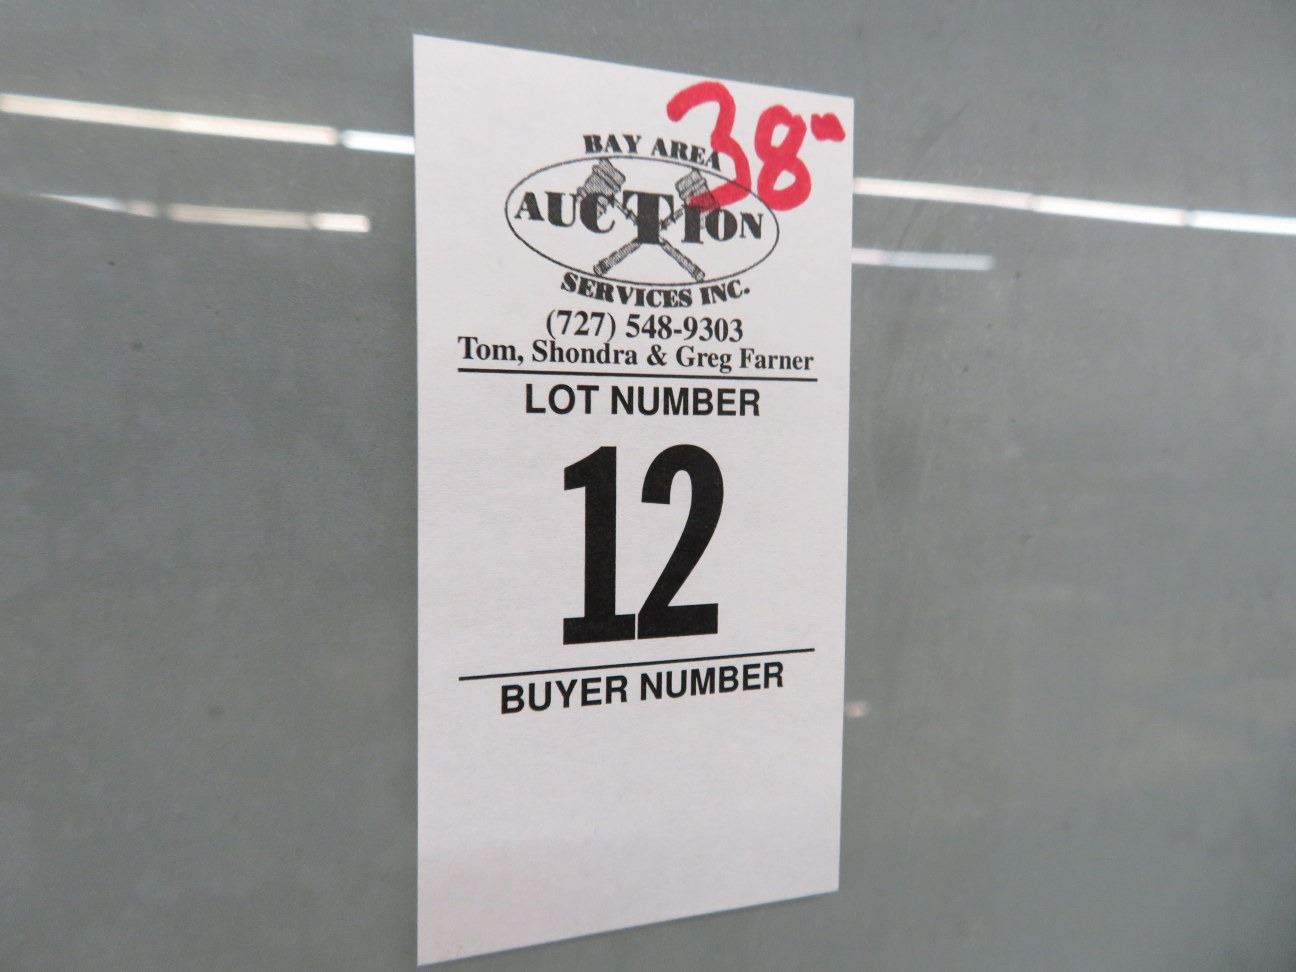 38"
BAY AREA
AUCTION
SERVICES INC.
(727) 548-9303
Tom, Shondra & Greg Farner
LOT NUMBER
12
BUYER NUMBER